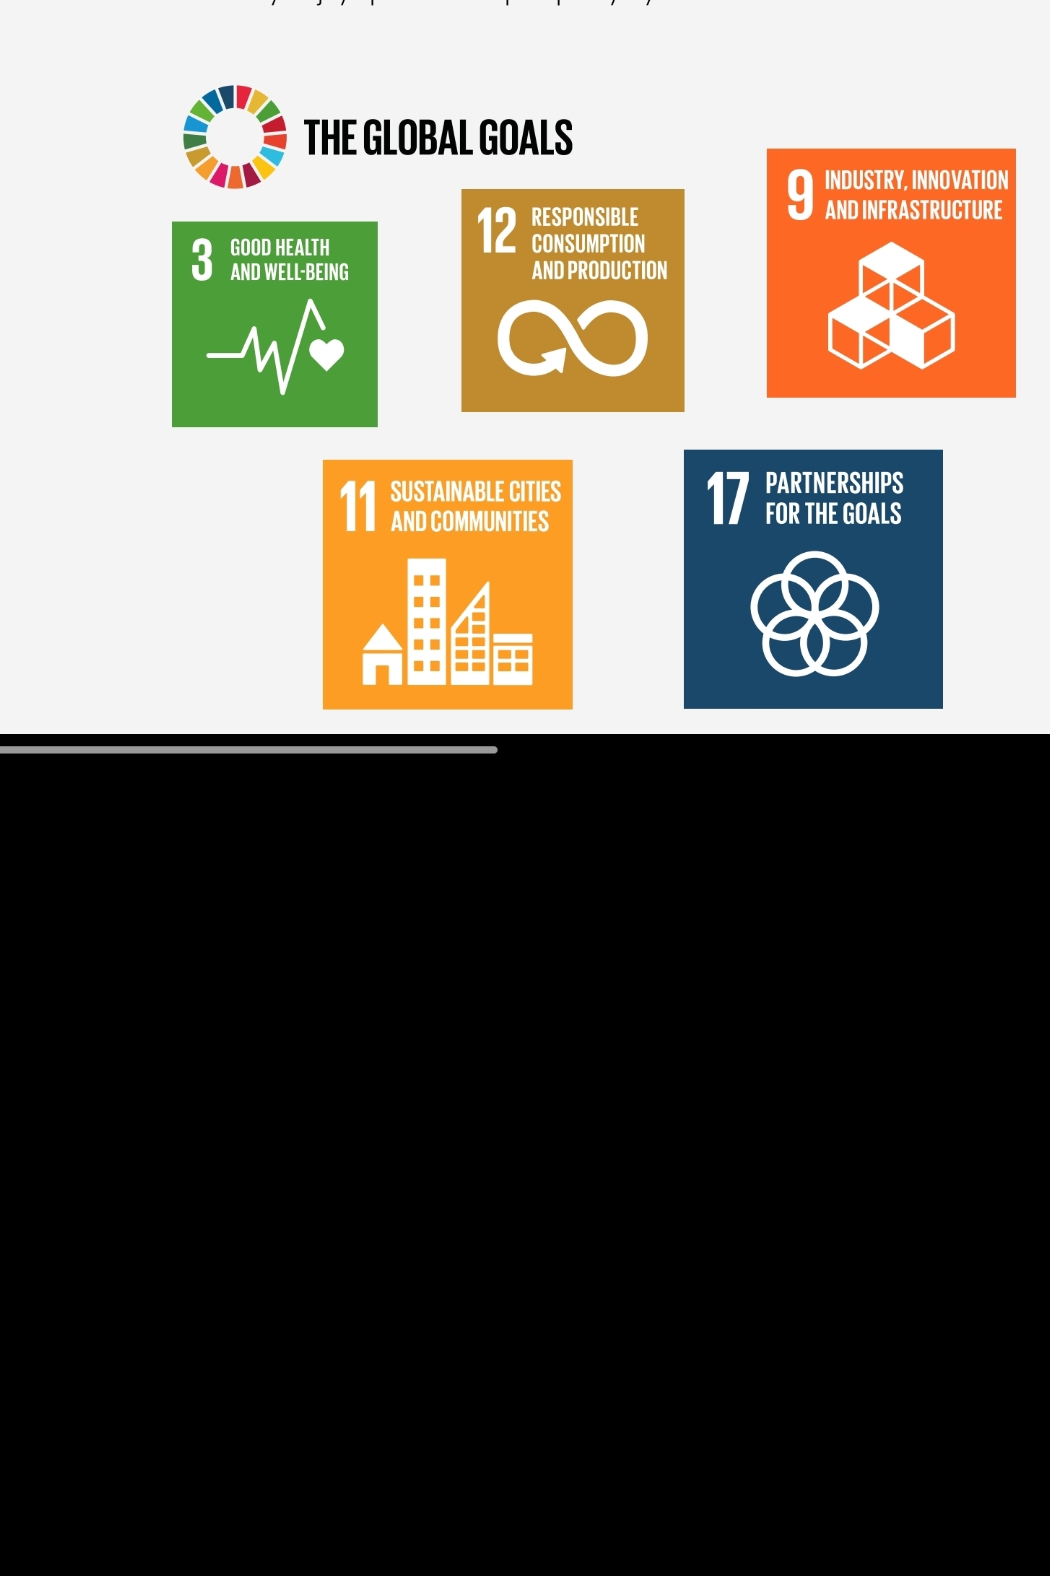 THE GLOBAL GOALS
3 GOOD HEALTH
AND WELL-BEING
12 RESPONSIBLE
CONSUMPTION
AND PRODUCTION
9 INDUSTRY, INNOVATION
AND INFRASTRUCTURE
11 SUSTAINABLE CITIES
AND COMMUNITIES
17 PARTNERSHIPS
FOR THE GOALS